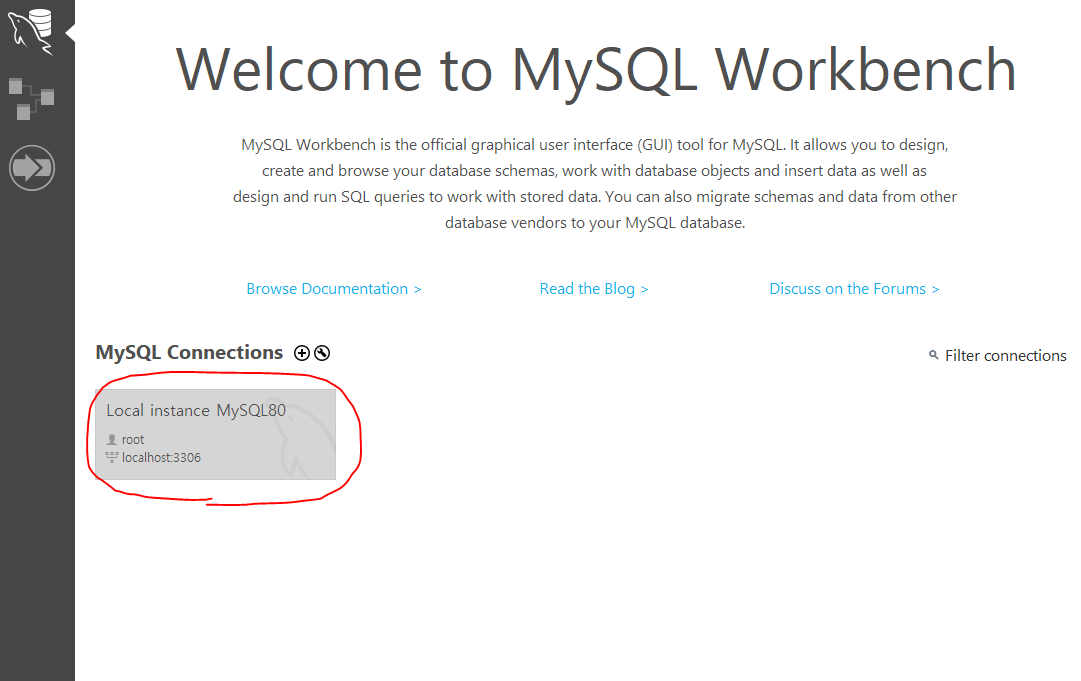 Welcome to MySQL Workbench
MySQL Workbench is the official graphical user interface (GUI) tool for MySQL. It allows you to design,
create and browse your database schemas, work with database objects and insert data as well as
design and run SQL queries to work with stored data. You can also migrate schemas and data from other
database vendors to your MySQL database.
Browse Documentation >
Read the Blog >
Discuss on the Forums >
MySQL Connections
Filter connections
Local instance MySQL80
root
localhost:3306